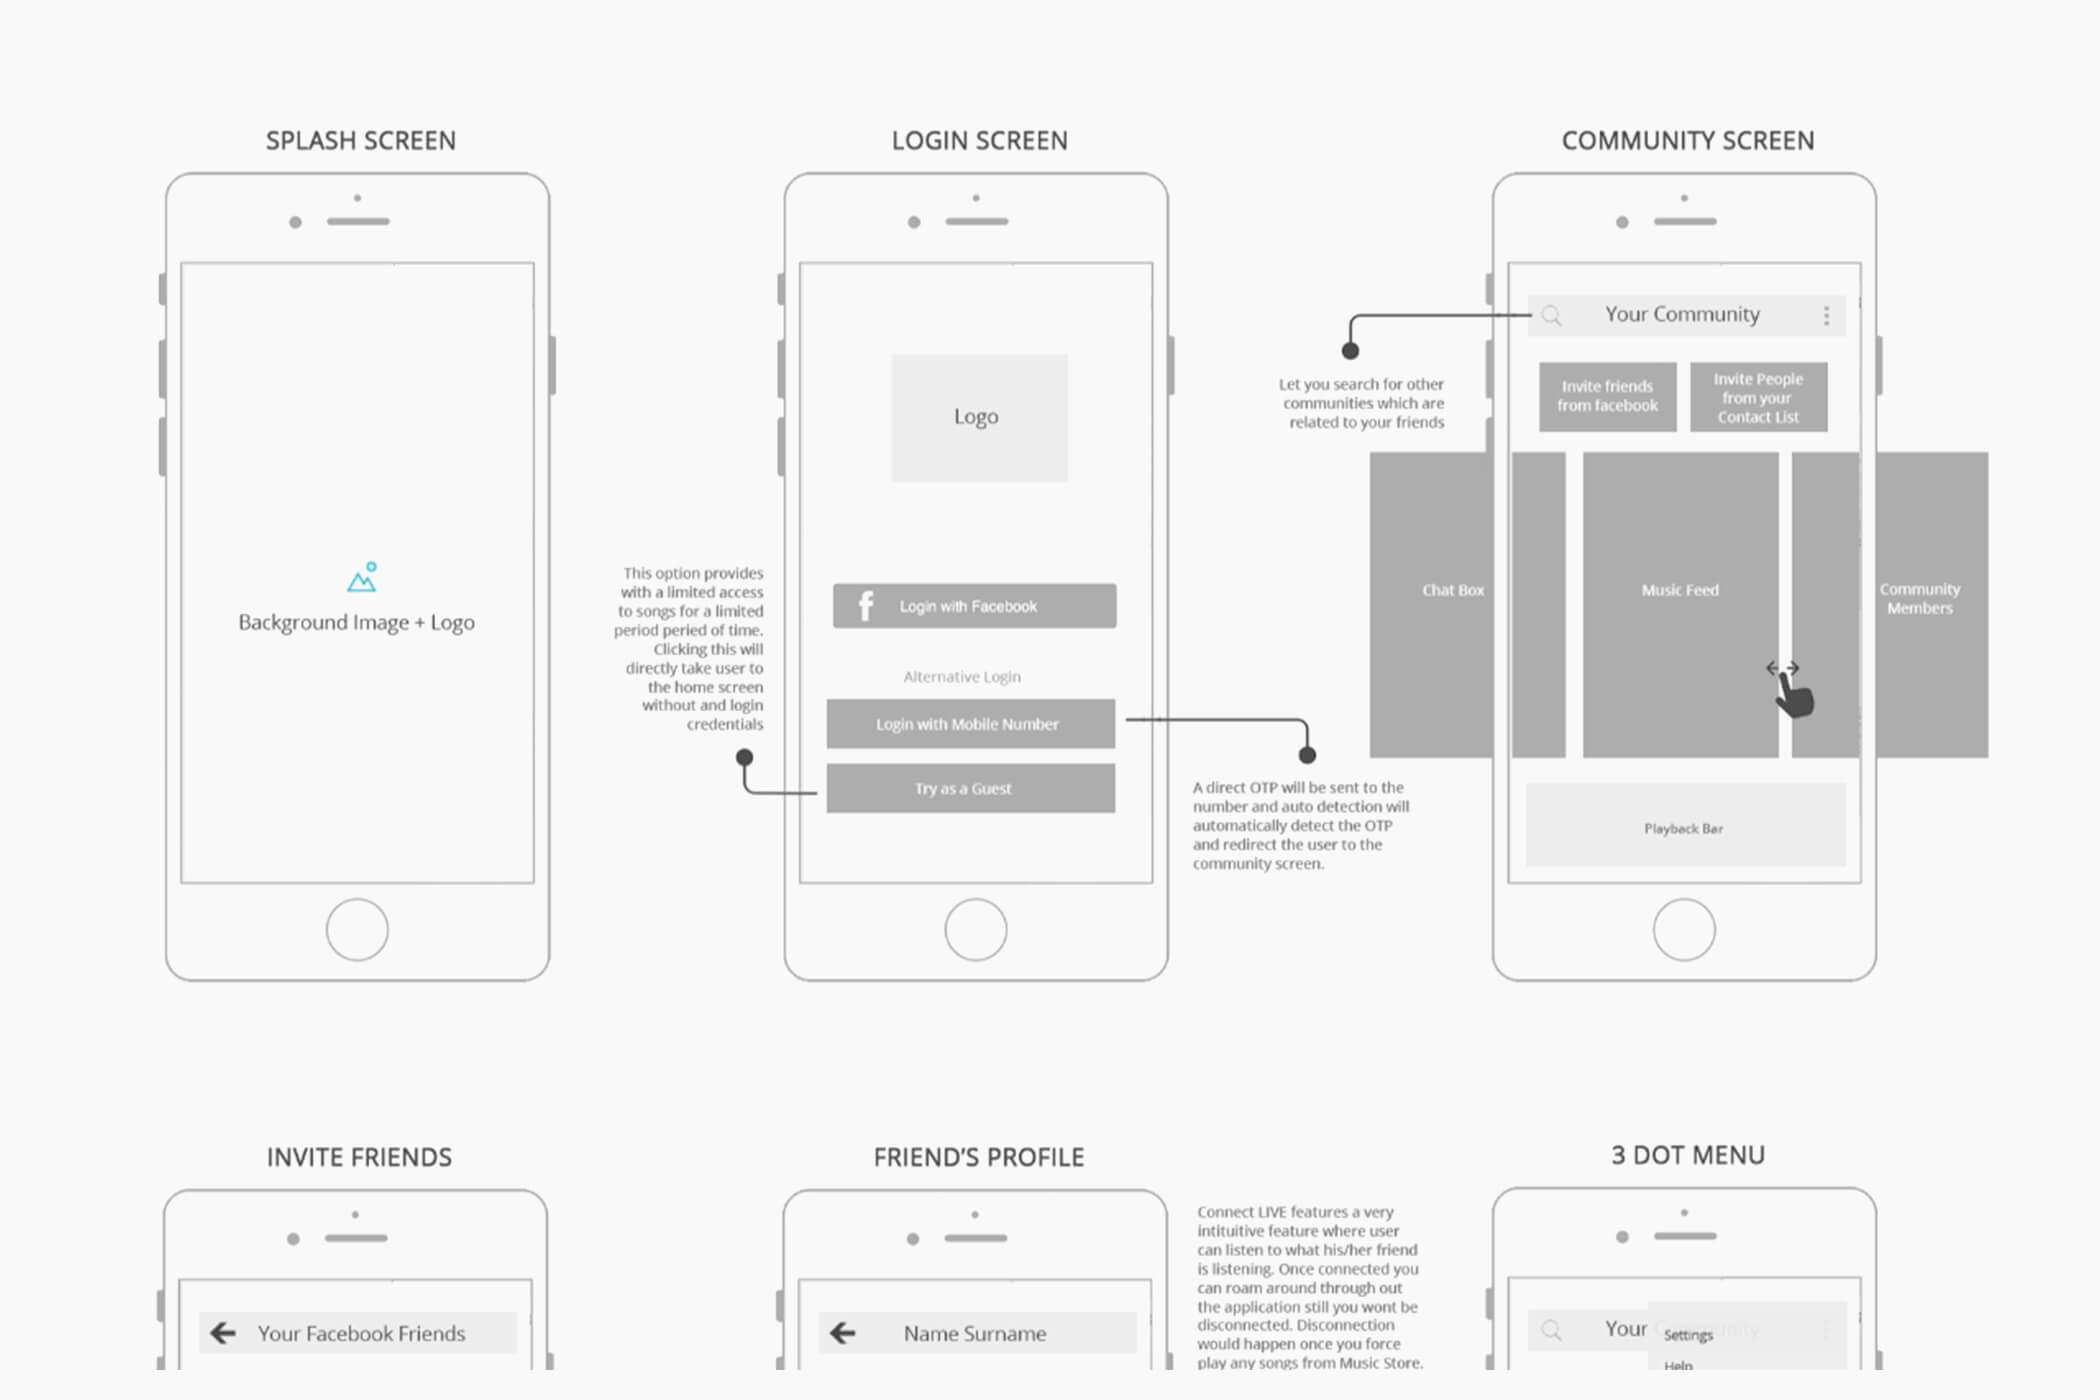 SPLASH SCREEN
Background Image + Logo
LOGIN SCREEN
Logo
This option provides
with a limited access
to songs for a limited
period peried of time.
Clicking this will
directly take user to
the home screen
without and login
credentials
Login with Facebook
Alternative Login
Login with Mobile Number
Try as a Guest
A direct OTP will be sent to the
number and auto detection will
automatically detect the OTP
and redirect the user to the
community screen.
COMMUNITY SCREEN
Your Community
Let you search for other
communities which are
related to your friends
Invite friends
from facebook
Invite People
from your
Contact List
Chat Box
Music Feed
Community
Members
Playback Bar
INVITE FRIENDS
Your Facebook Friends
FRIEND'S PROFILE
Name Surname
Connect LIVE features a very
intituitive feature where user
can listen to what his/her friend
is listening. Once connected you
can roam around through out
the application still you wont be
disconnected. Disconnection
would happen once you force
play any songs from Music Store.
3 DOT MENU
Your Community
Settings
Help